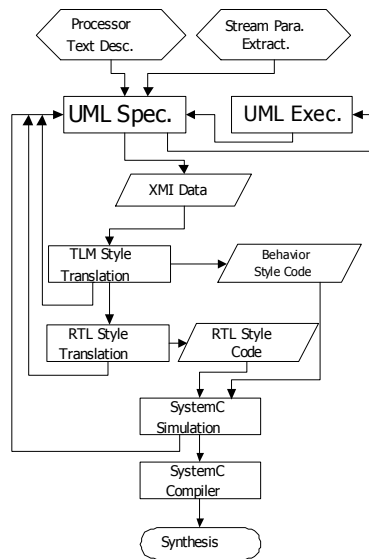 Processor
Text Desc.
Stream Para.
Extract.
UML Spec.
UML Exec.
XMI Data
TLM Style
Translation
Behavior
Style Code
RTL Style
Translation
RTL Style
Code
SystemC
Simulation
SystemC
Compiler
Synthesis